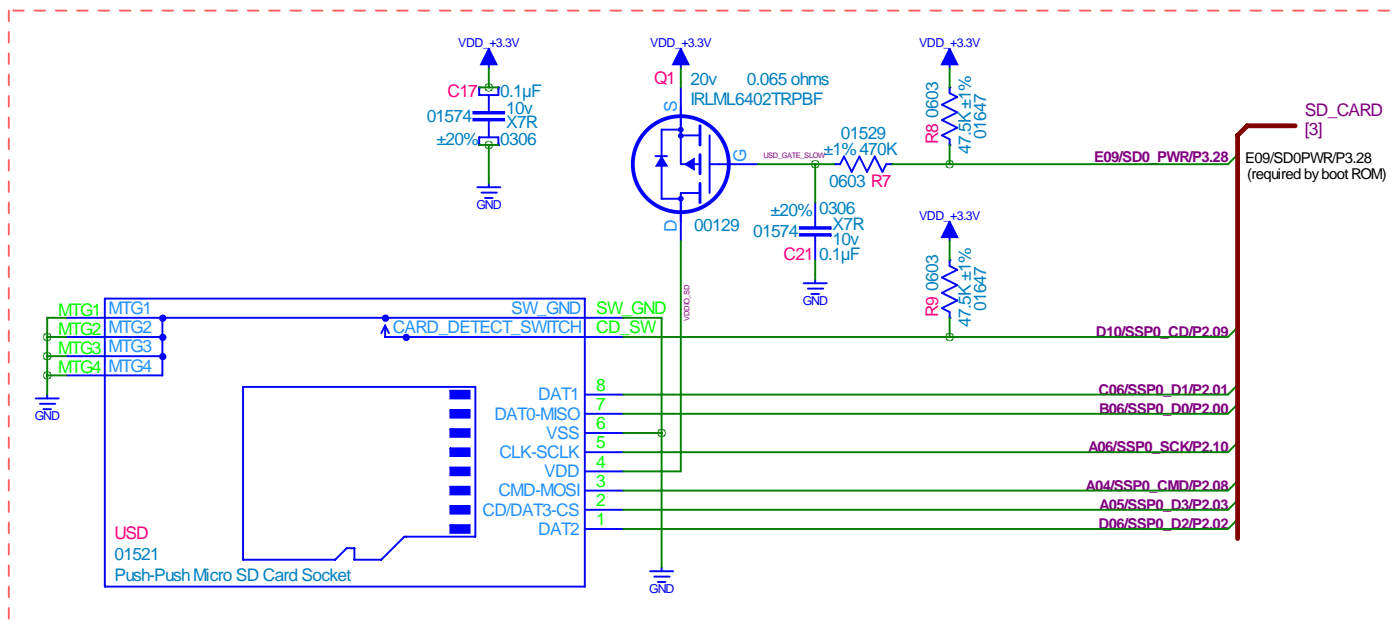 VDD_+3.3V
C17
0.1µF
01574
10v
X7R
±20%
0306
GND
VDD_+3.3V
Q1
20v
0.065 ohms
IRLML6402TRPBF
S
G
D
00129
USD_GATE_SLOW
01529
±1% 470K
0603
R7
±20%
0306
X7R
01574
10v
C21
0.1µF
GND
VDD_+3.3V
R8
0603
47.5K ±1%
01647
VDD_+3.3V
R9
0603
47.5K ±1%
01647
SD_CARD
[3]
E09/SD0_PWR/P3.28
E09/SD0PWR/P3.28
(required by boot ROM)
VDDIO_SD
MTG1
MTG1
MTG2
MTG2
MTG3
MTG3
MTG4
MTG4
GND
SW_GND
SW_GND
CARD_DETECT_SWITCH
CD_SW
D10/SSP0_CD/P2.09
DAT1
8
C06/SSP0_D1/P2.01
DAT0-MISO
7
B06/SSP0_D0/P2.00
VSS
6
CLK-SCLK
5
A06/SSP0_SCK/P2.10
VDD
4
CMD-MOSI
3
A04/SSP0_CMD/P2.08
CD/DAT3-CS
2
A05/SSP0_D3/P2.03
DAT2
1
D06/SSP0_D2/P2.02
USD
01521
Push-Push Micro SD Card Socket
GND